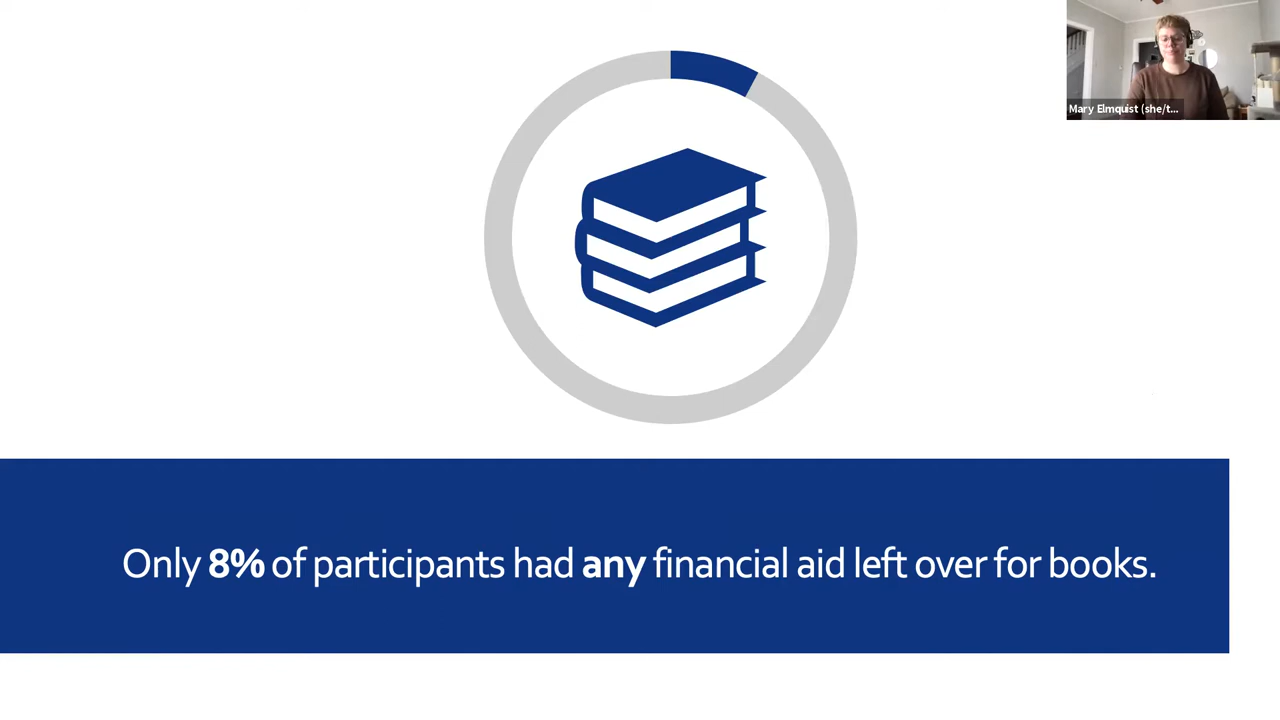 Mary Elmquist (she/t...
Only 8% of participants had any financial aid left over for books.